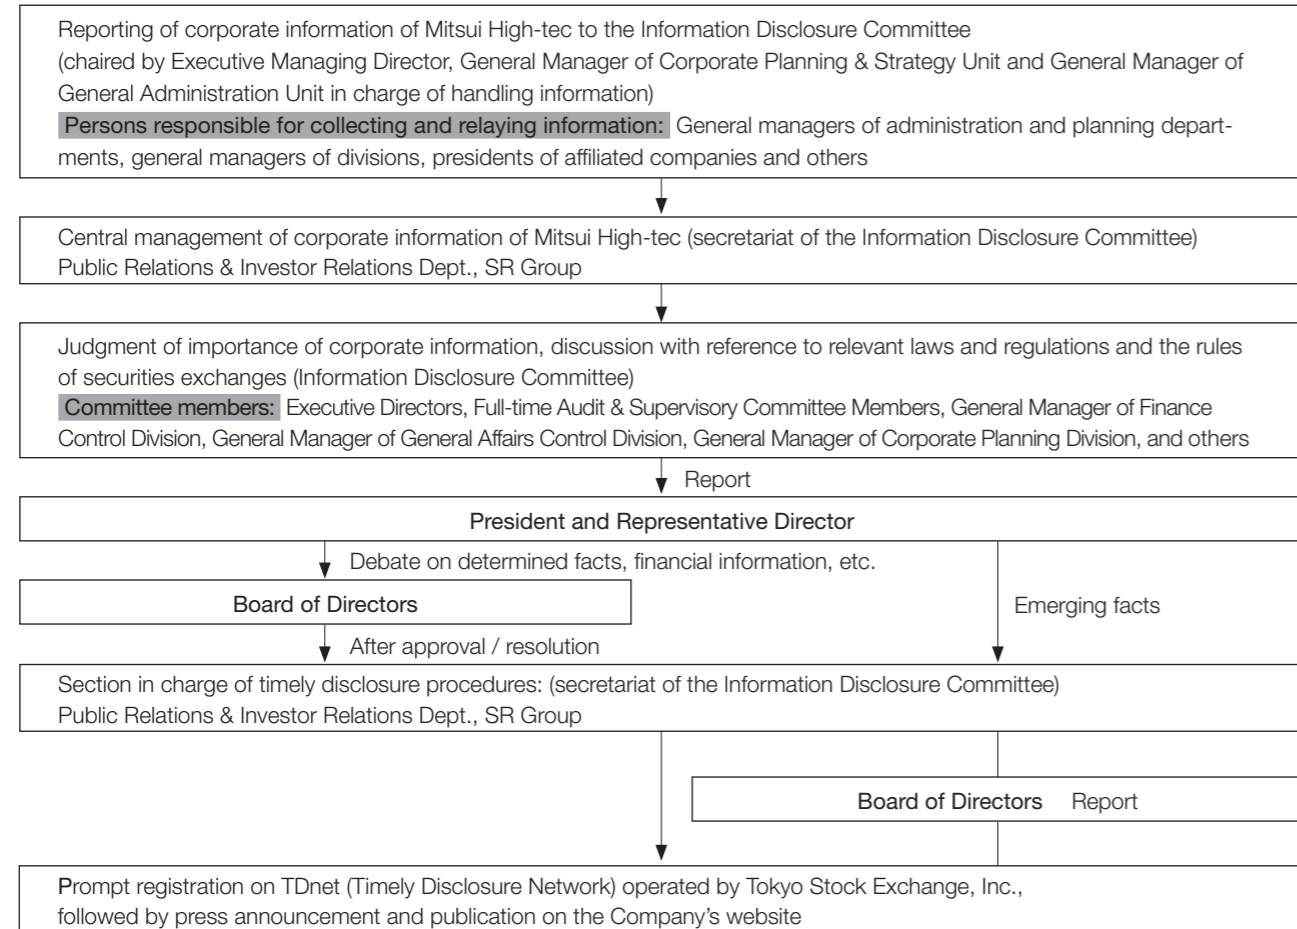 Reporting of corporate information of Mitsui High-tec to the Information Disclosure Committee
(chaired by Executive Managing Director, General Manager of Corporate Planning & Strategy Unit and General Manager of
General Administration Unit in charge of handling information)
Persons responsible for collecting and relaying information: General managers of administration and planning depart-
ments, general managers of divisions, presidents of affiliated companies and others
Central management of corporate information of Mitsui High-tec (secretariat of the Information Disclosure Committee)
Public Relations & Investor Relations Dept., SR Group
Judgment of importance of corporate information, discussion with reference to relevant laws and regulations and the rules
of securities exchanges (Information Disclosure Committee)
Committee members: Executive Directors, Full-time Audit & Supervisory Committee Members, General Manager of Finance
Control Division, General Manager of General Affairs Control Division, General Manager of Corporate Planning Division, and others
Report
President and Representative Director
Debate on determined facts, financial information, etc.
Board of Directors
Emerging facts
After approval / resolution
Section in charge of timely disclosure procedures: (secretariat of the Information Disclosure Committee)
Public Relations & Investor Relations Dept., SR Group
Board of Directors Report
Prompt registration on TDnet (Timely Disclosure Network) operated by Tokyo Stock Exchange, Inc.,
followed by press announcement and publication on the Company's website